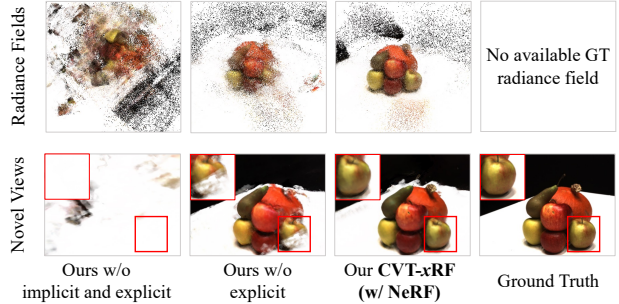 Radiance Fields
No available GT
radiance field
Novel Views
Ours w/o
implicit and explicit
Ours w/o
explicit
Our CVT-xRF
(w/ NeRF)
Ground Truth